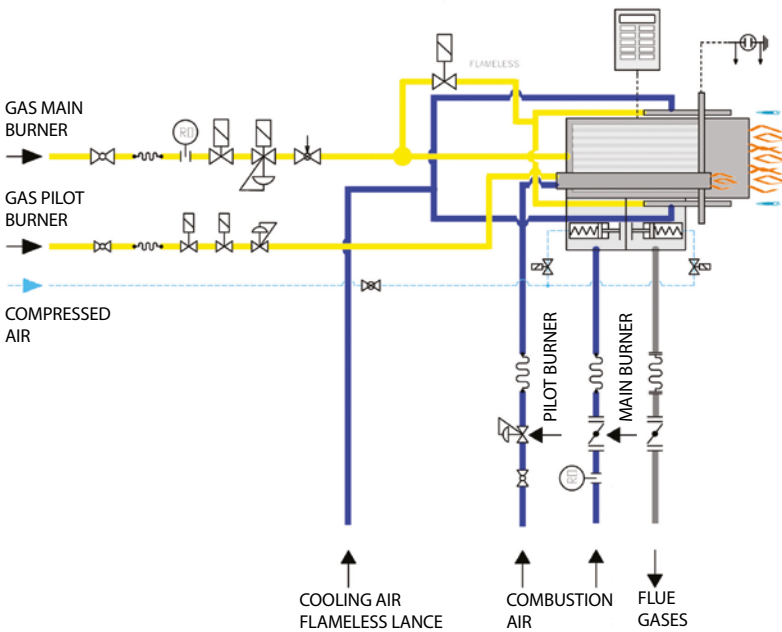 FLAMELESS
GAS MAIN
BURNER
GAS PILOT
BURNER
COMPRESSED
AIR
PILOT BURNER
MAIN BURNER
COOLING AIR
FLAMELESS LANCE
COMBUSTION
AIR
FLUE
GASES